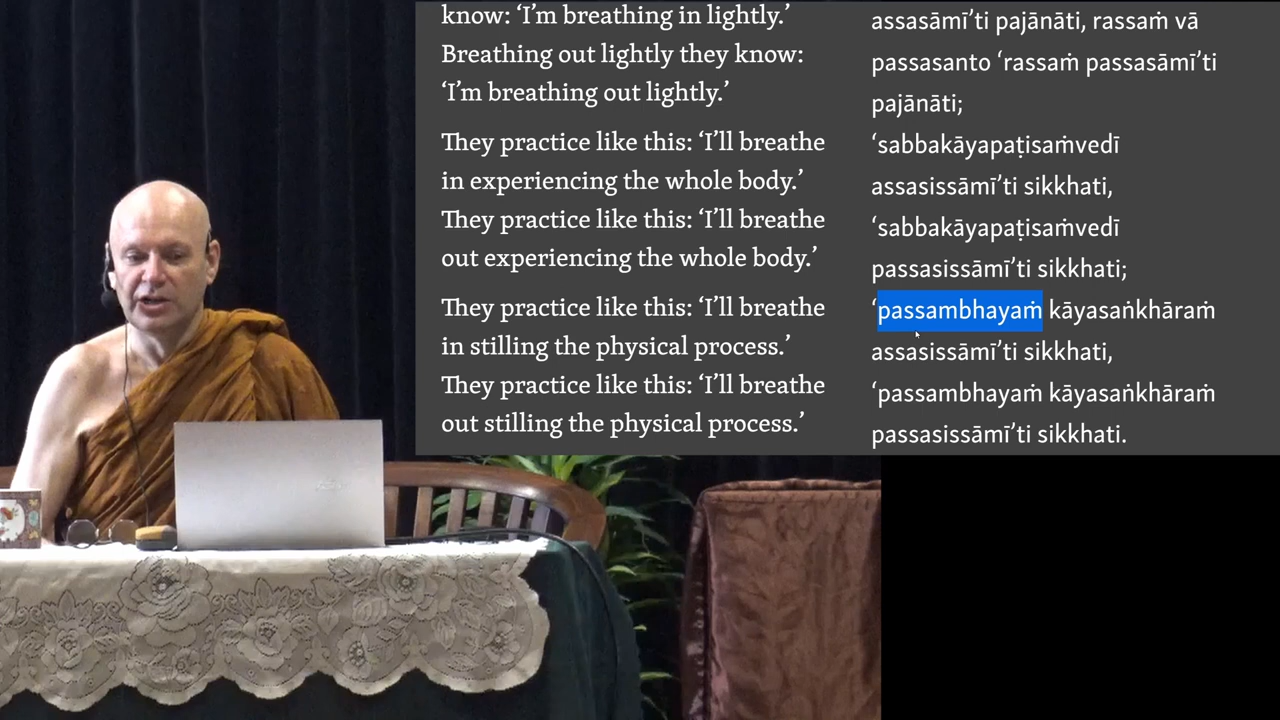 know: ‘I’m breathing in lightly.’
Breathing out lightly they know:
‘I’m breathing out lightly.’
They practice like this: ‘I’ll breathe
in experiencing the whole body.’
They practice like this: ‘I’ll breathe
out experiencing the whole body.’
They practice like this: ‘I’ll breathe
in stilling the physical process.’
They practice like this: ‘I’ll breathe
out stilling the physical process.’
assasāmī’ti pajānāti, rassaṁ vā
passasanto ‘rassaṁ passasāmī’ti
pajānāti;
‘sabbakāyapaṭisaṁvedī
assasissāmī’ti sikkhati,
‘sabbakāyapaṭisaṁvedī
passasissāmī’ti sikkhati;
‘passambhayaṁ kāyasaṅkhāraṁ
assasissāmī’ti sikkhati,
‘passambhayaṁ kāyasaṅkhāraṁ
passasissāmī’ti sikkhati.